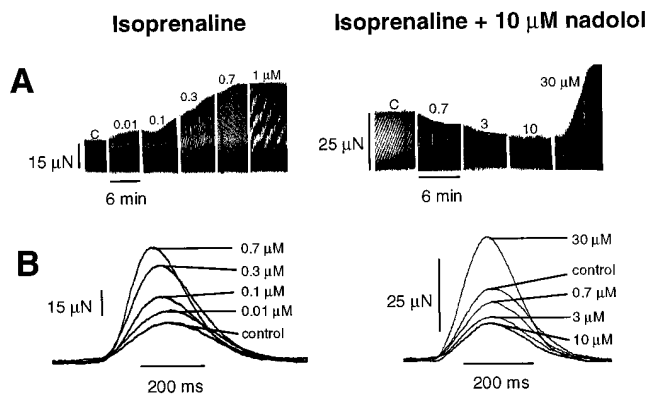 Isoprenaline
Isoprenaline + 10 µM nadolol
A
C
0.01
0.1
0.3
0.7
1 µM
15 µN
6 min
C
0.7
3
10
30 µM
25 µN
6 min
B
0.7 µM
0.3 µM
0.1 µM
0.01 µM
control
15 µN
200 ms
30 µM
control
0.7 µM
3 µM
10 µM
25 µN
200 ms